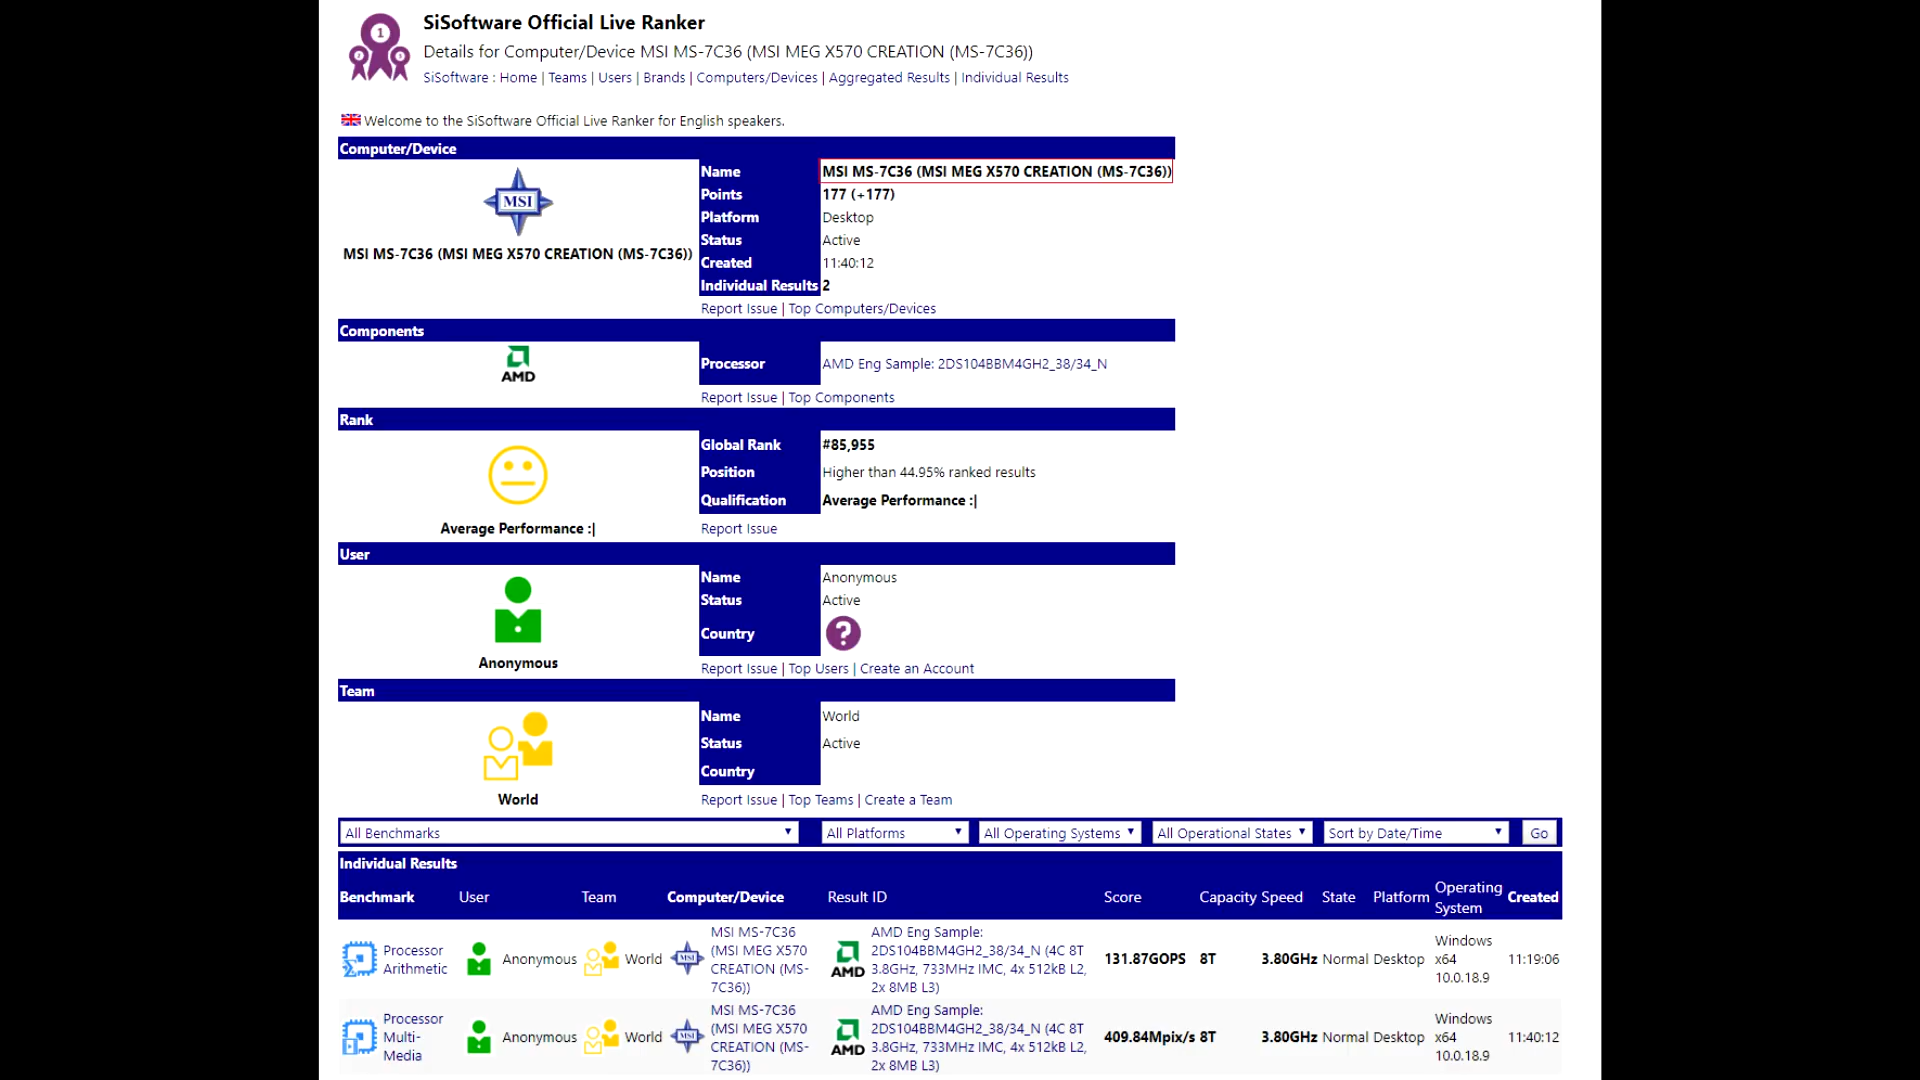 SiSoftware Official Live Ranker
Details for Computer/Device MSI MS-7C36 (MSI MEG X570 CREATION (MS-7C36))
SiSoftware : Home | Teams | Users | Brands | Computers/Devices | Aggregated Results | Individual Results
Welcome to the SiSoftware Official Live Ranker for English speakers.
Computer/Device
MSI
MSI MS-7C36 (MSI MEG X570 CREATION (MS-7C36))
Name MSI MS-7C36 (MSI MEG X570 CREATION (MS-7C36))
Points 177 (+177)
Platform Desktop
Status Active
Created 11:40:12
Individual Results 2
Report Issue | Top Computers/Devices
Components
AMD
Processor AMD Eng Sample: 2DS104BBM4GH2_38/34_N
Report Issue | Top Components
Rank
Average Performance :|
Global Rank #85,955
Position Higher than 44.95% ranked results
Qualification Average Performance :|
Report Issue
User
Anonymous
Name Anonymous
Status Active
Country ?
Report Issue | Top Users | Create an Account
Team
World
Name World
Status Active
Country
Report Issue | Top Teams | Create a Team
All Benchmarks All Platforms All Operating Systems All Operational States Sort by Date/Time Go
Individual Results
Benchmark User Team Computer/Device Result ID Score Capacity Speed State Platform Operating System Created
Processor Arithmetic
Anonymous
World
MSI MS-7C36
(MSI MEG X570
CREATION (MS-
7C36))
AMD
AMD Eng Sample:
2DS104BBM4GH2_38/34_N (4C 8T
3.8GHz, 733MHz IMC, 4x 512kB L2,
2x 8MB L3)
131.87GOPS 8T 3.80GHz Normal Desktop
Windows
x64
10.0.18.9
11:19:06
Processor
Multi-
Media
Anonymous
World
MSI MS-7C36
(MSI MEG X570
CREATION (MS-
7C36))
AMD
AMD Eng Sample:
2DS104BBM4GH2_38/34_N (4C 8T
3.8GHz, 733MHz IMC, 4x 512kB L2,
2x 8MB L3)
409.84Mpix/s 8T 3.80GHz Normal Desktop
Windows
x64
10.0.18.9
11:40:12